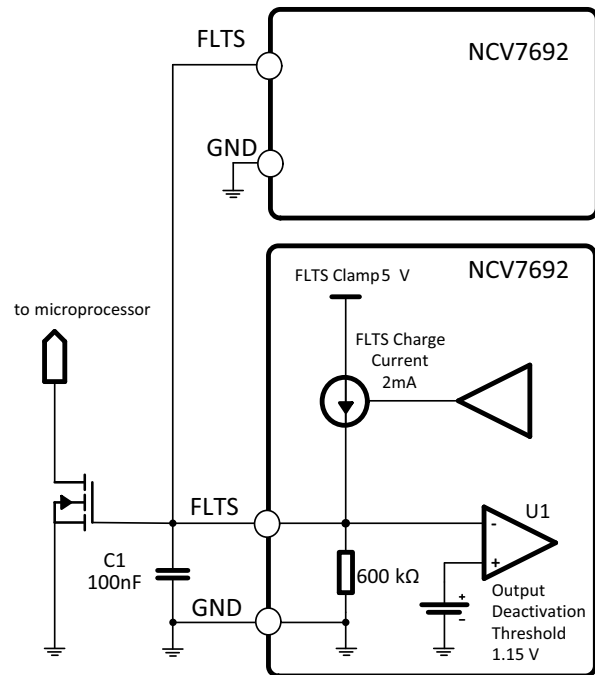 FLTS
NCV7692
GND
NCV7692
FLTS Clamp5 V
to microprocessor
FLTS Charge
Current
2mA
FLTS
U1
-
+
C1
100nF
600 kΩ
+
-
GND
Output
Deactivation
Threshold
1.15 V